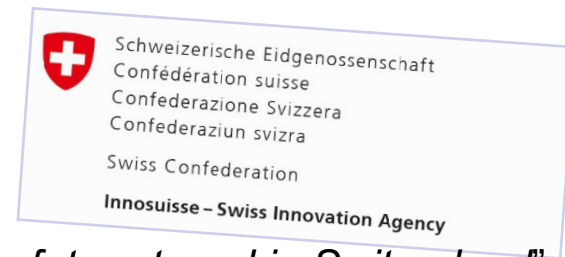 Schweizerische Eidgenossenschaft
Confédération suisse
Confederazione Svizzera
Confederaziun svizra
Swiss Confederation
Innosuisse – Swiss Innovation Agency